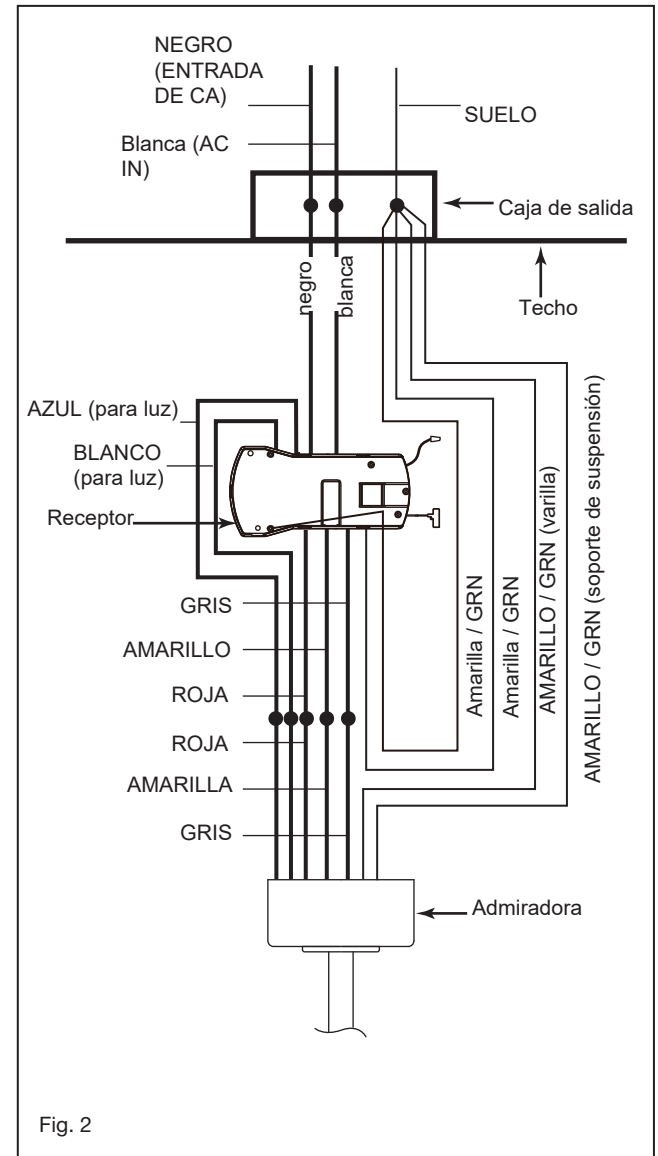 NEGRO
(ENTRADA
DE CA)
SUELO
Blanca (AC
IN)
Caja de salida
negro
blanca
Techo
AZUL (para luz)
BLANCO
(para luz)
Receptor
GRIS
AMARILLO
ROJA
ROJA
AMARILLA
GRIS
Amarilla / GRN
Amarilla / GRN
AMARILLO / GRN (varilla)
AMARILLO / GRN (soporte de suspensión)
Admiradora
Fig. 2